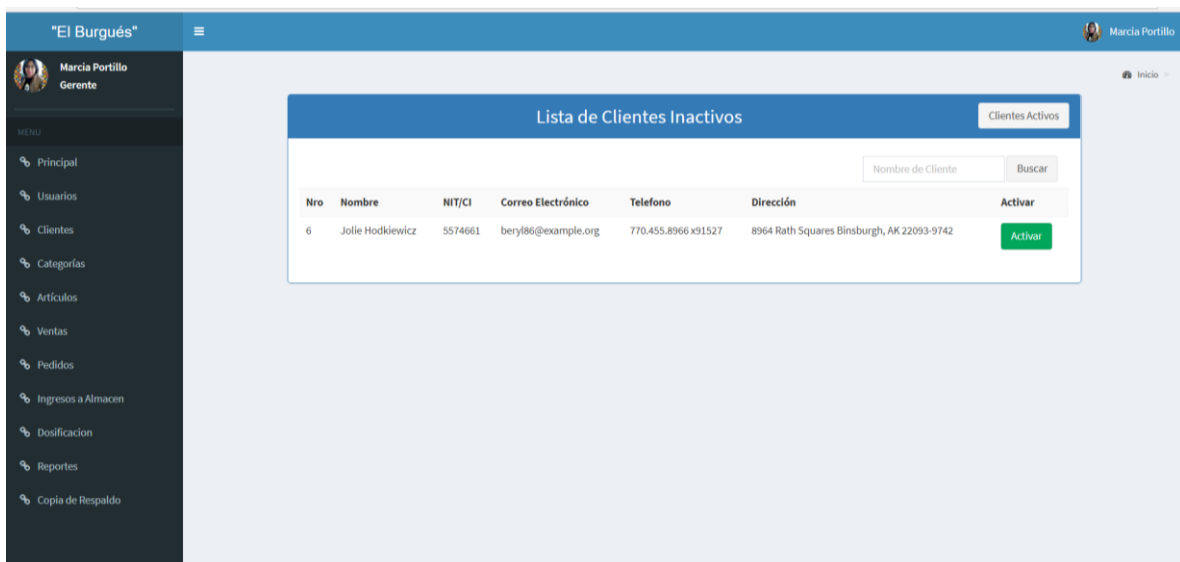 "El Burgués"
Marcia Portillo
Marcia Portillo
Gerente
Inicio >
MENU
Principal
Usuarios
Clientes
Categorías
Artículos
Ventas
Pedidos
Ingresos a Almacen
Dosificacion
Reportes
Copia de Respaldo
Lista de Clientes Inactivos
Clientes Activos
Nombre de Cliente
Buscar
Nro Nombre NIT/CI Correo Electrónico Telefono Dirección Activar
6 Jolie Hodkiewicz 5574661 beryl86@example.org 770.455.8966 x91527 8964 Rath Squares Binsburgh, AK 22093-9742 Activar